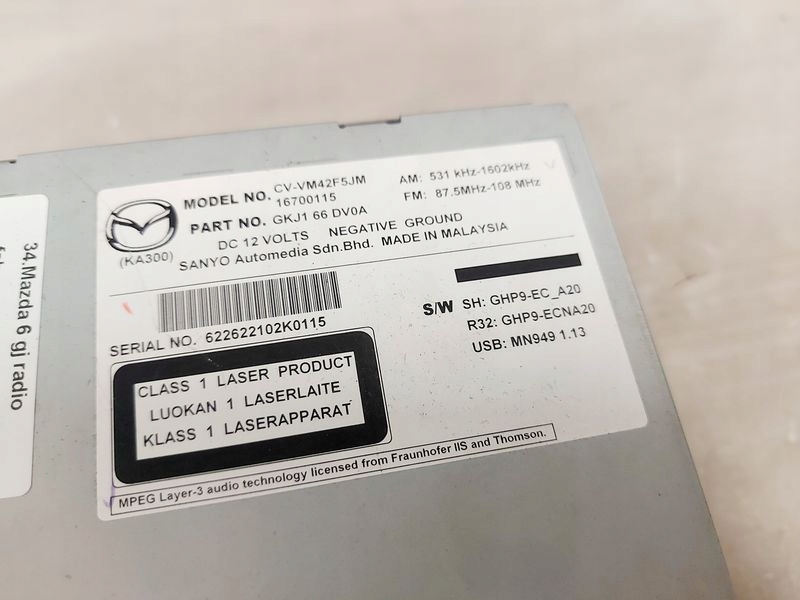 MODEL NO. CV-VM42F5JM
16700115
PART NO. GKJ1 66 DV0A
AM: 531 kHz-1602kHz
FM: 87.5MHz-108 MHz
(KA300)
DC 12 VOLTS NEGATIVE GROUND
SANYO Automedia Sdn.Bhd. MADE IN MALAYSIA
SERIAL NO. 622622102K0115
S/W SH: GHP9-EC_A20
R32: GHP9-ECNA20
USB: MN949 1.13
CLASS 1 LASER PRODUCT
LUOKAN 1 LASERLAITE
KLASS 1 LASERAPPARAT
MPEG Layer-3 audio technology licensed from Fraunhofer IIS and Thomson.
34.Mazda 6 gj radio